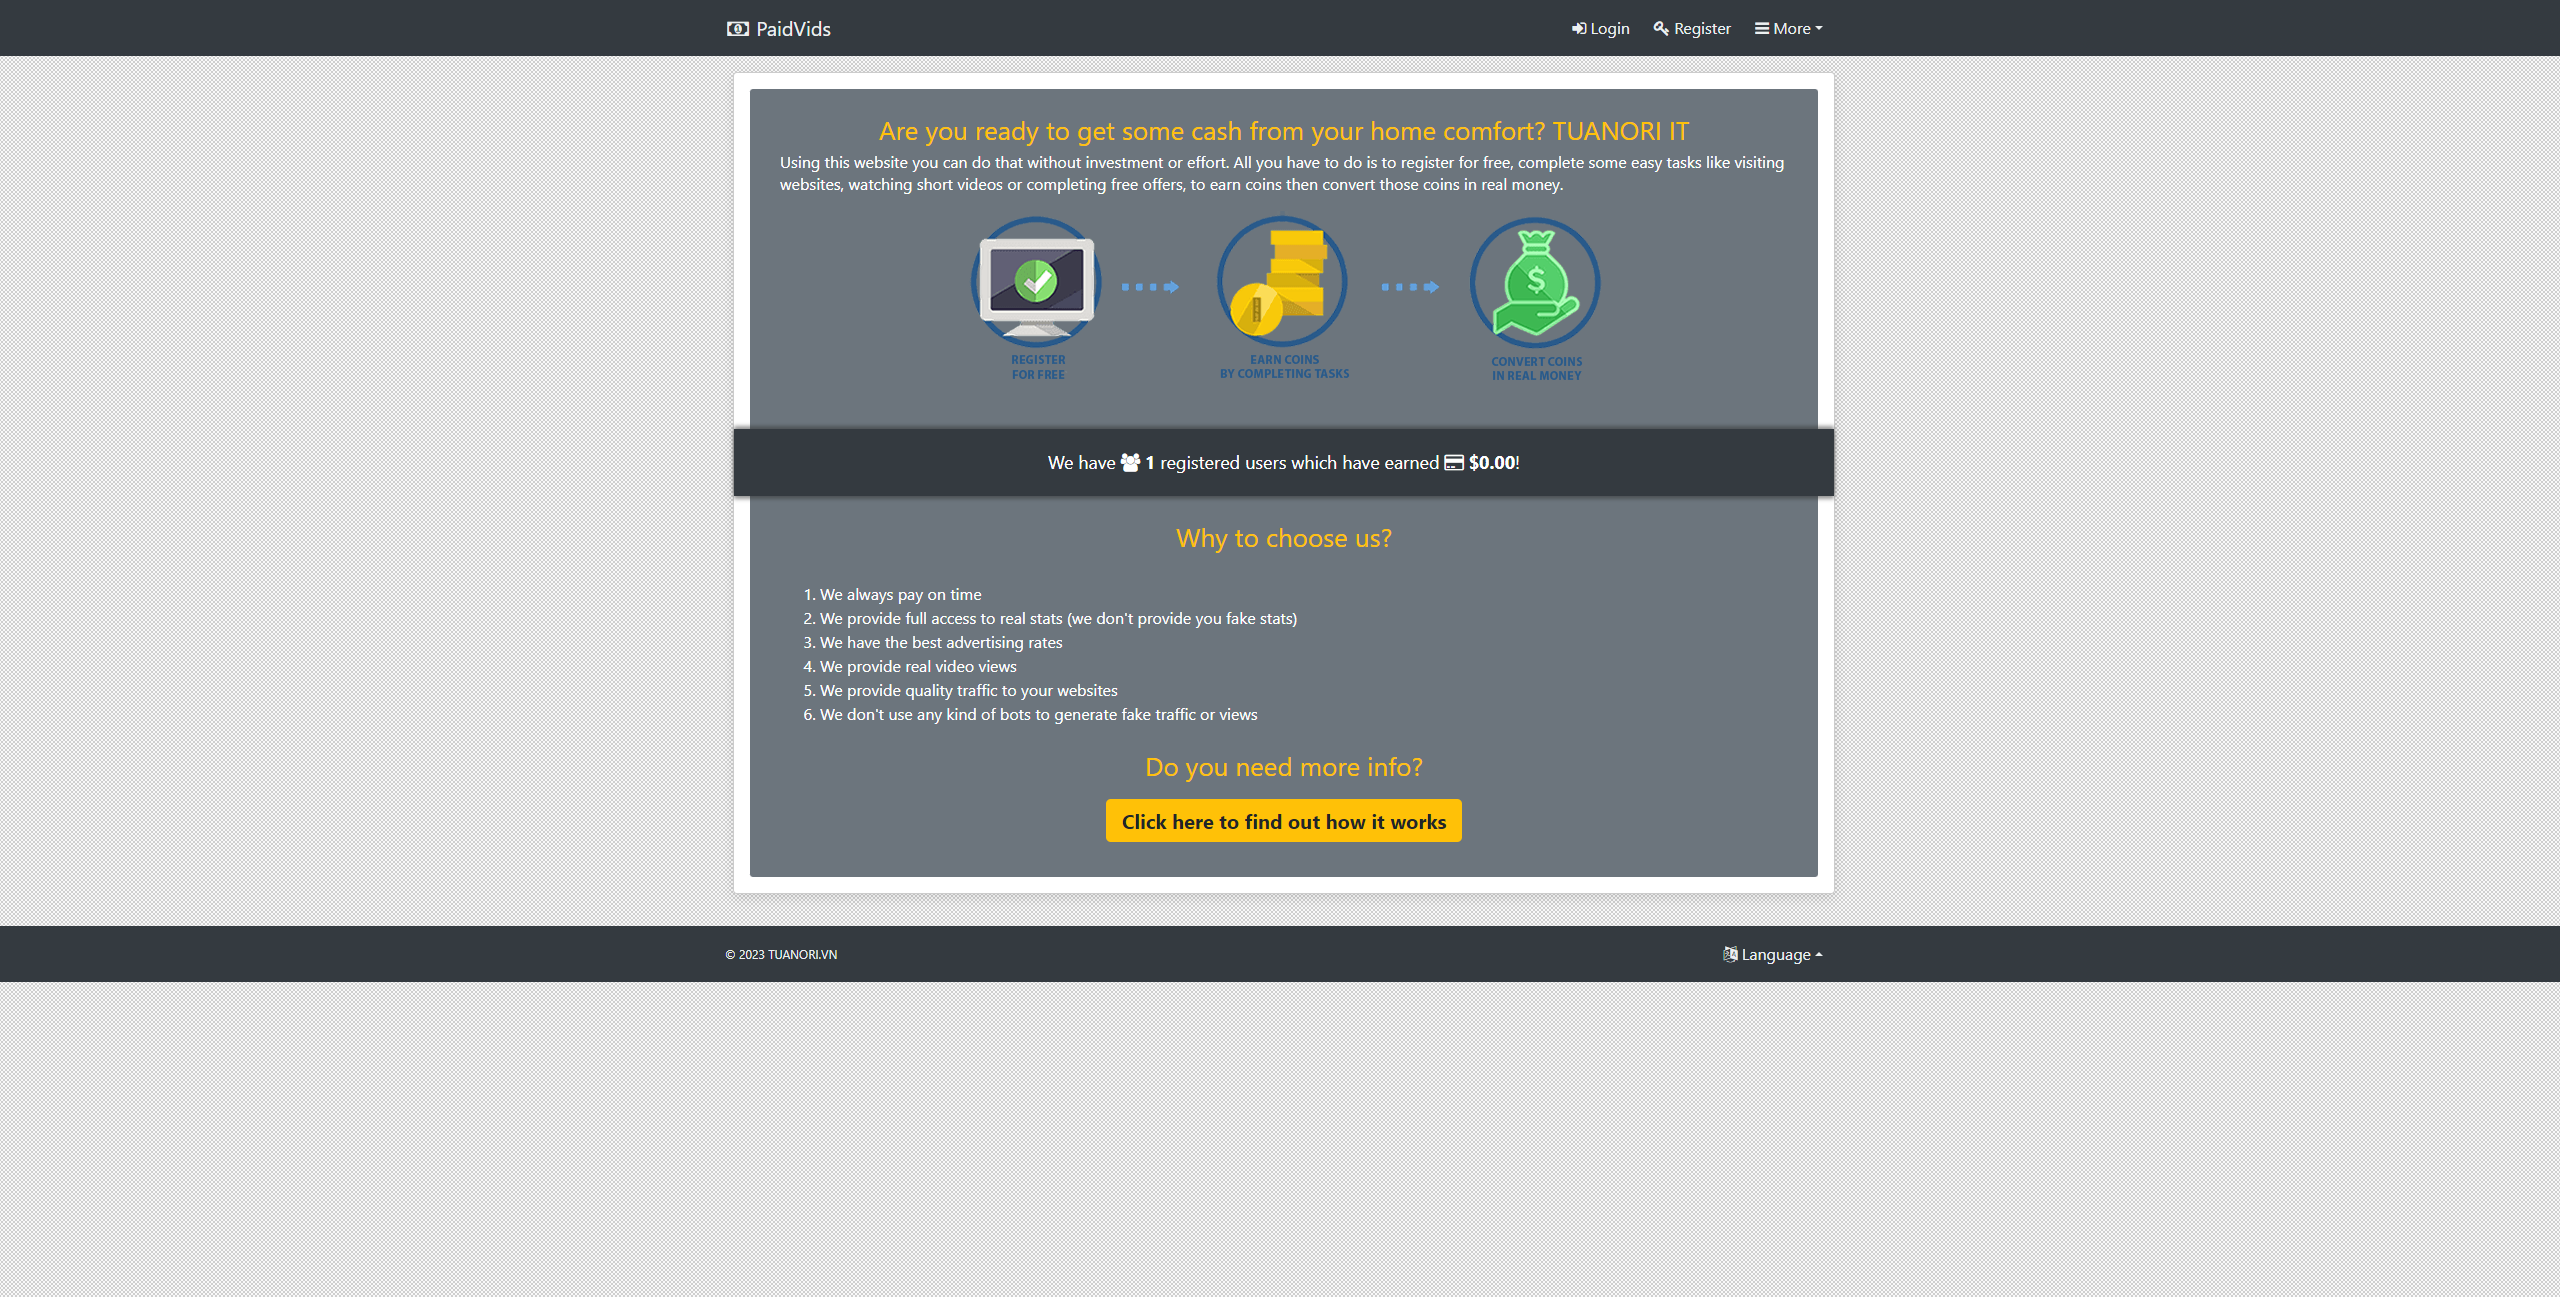 PaidVids
Login
Register
More
Are you ready to get some cash from your home comfort? TUANORI IT
Using this website you can do that without investment or effort. All you have to do is to register for free, complete some easy tasks like visiting
websites, watching short videos or completing free offers, to earn coins then convert those coins in real money.
REGISTER
FOR FREE
EARN COINS
BY COMPLETING TASKS
CONVERT COINS
IN REAL MONEY
We have 1 registered users which have earned $0.00!
Why to choose us?
1. We always pay on time
2. We provide full access to real stats (we don't provide you fake stats)
3. We have the best advertising rates
4. We provide real video views
5. We provide quality traffic to your websites
6. We don't use any kind of bots to generate fake traffic or views
Do you need more info?
Click here to find out how it works
© 2023 TUANORI.VN
Language